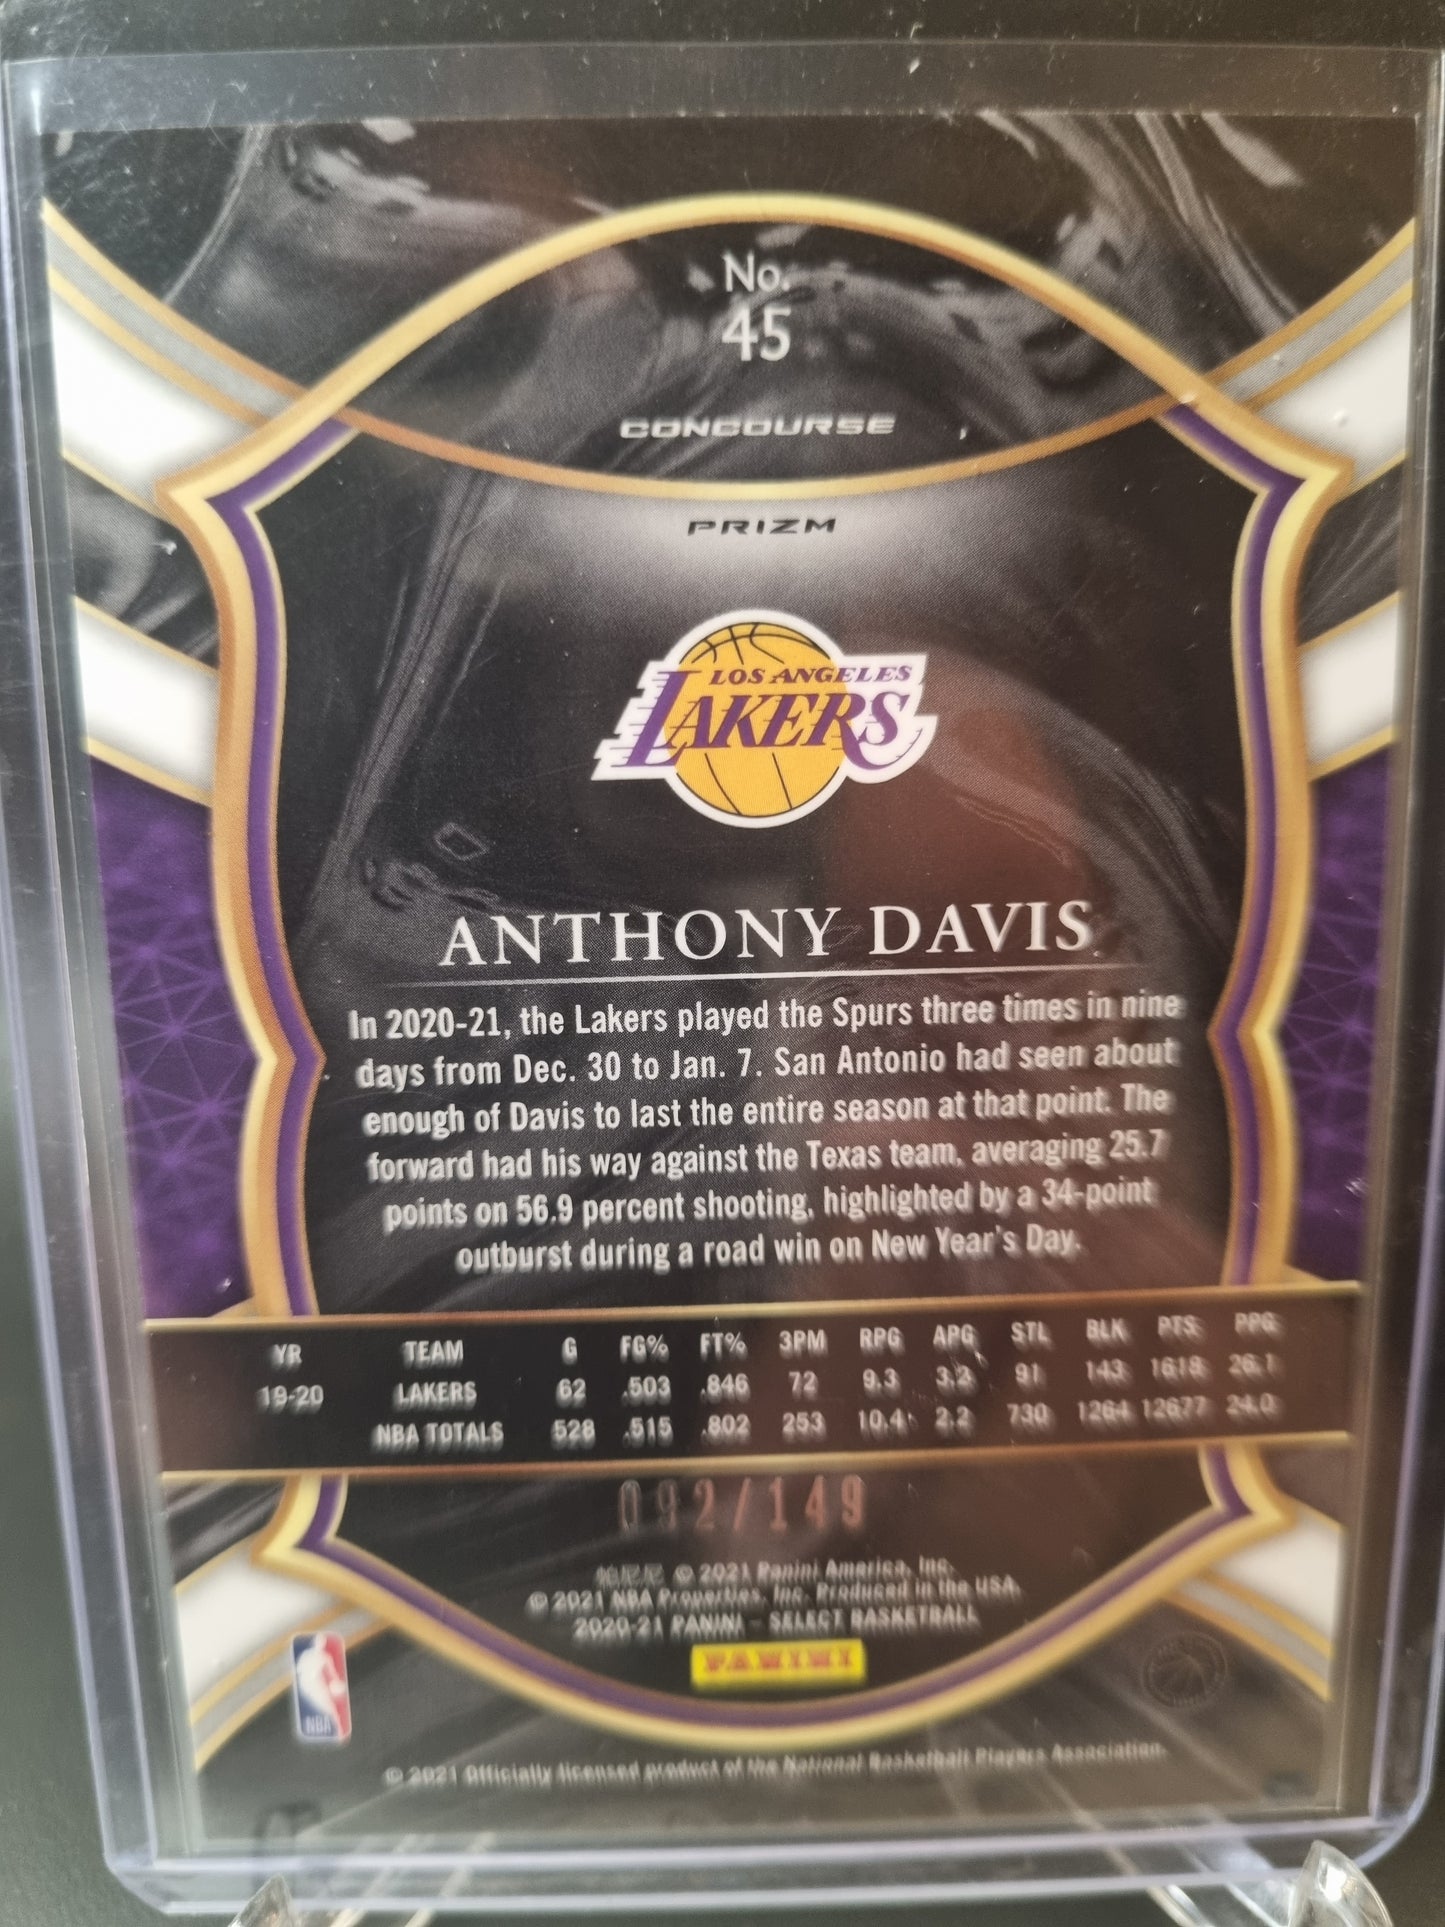 No.
45
CONCOURSE
PRIZM
LOS ANGELES
LAKERS
ANTHONY DAVIS
In 2020-21, the Lakers played the Spurs three times in nine
days from Dec. 30 to Jan. 7. San Antonio had seen about
enough of Davis to last the entire season at that point. The
forward had his way against the Texas team, averaging 25.7
points on 56.9 percent shooting, highlighted by a 34-point
outburst during a road win on New Year's Day.
YR TEAM G FG% FT% 3PM RPG APG STL BLK PTS PPG
19-20 LAKERS 62 .503 .846 72 9.3 3.2 91 143 1618 26.1
NBA TOTALS 528 .515 .802 253 10.4 2.2 730 1264 12677 24.0
092/149
帕尼尼 © 2021 Panini America, Inc.
© 2021 NBA Properties, Inc. Produced in the USA.
2020-21 PANINI – SELECT BASKETBALL
PANINI
NBA
© 2021 Officially licensed product of the National Basketball Players Association.